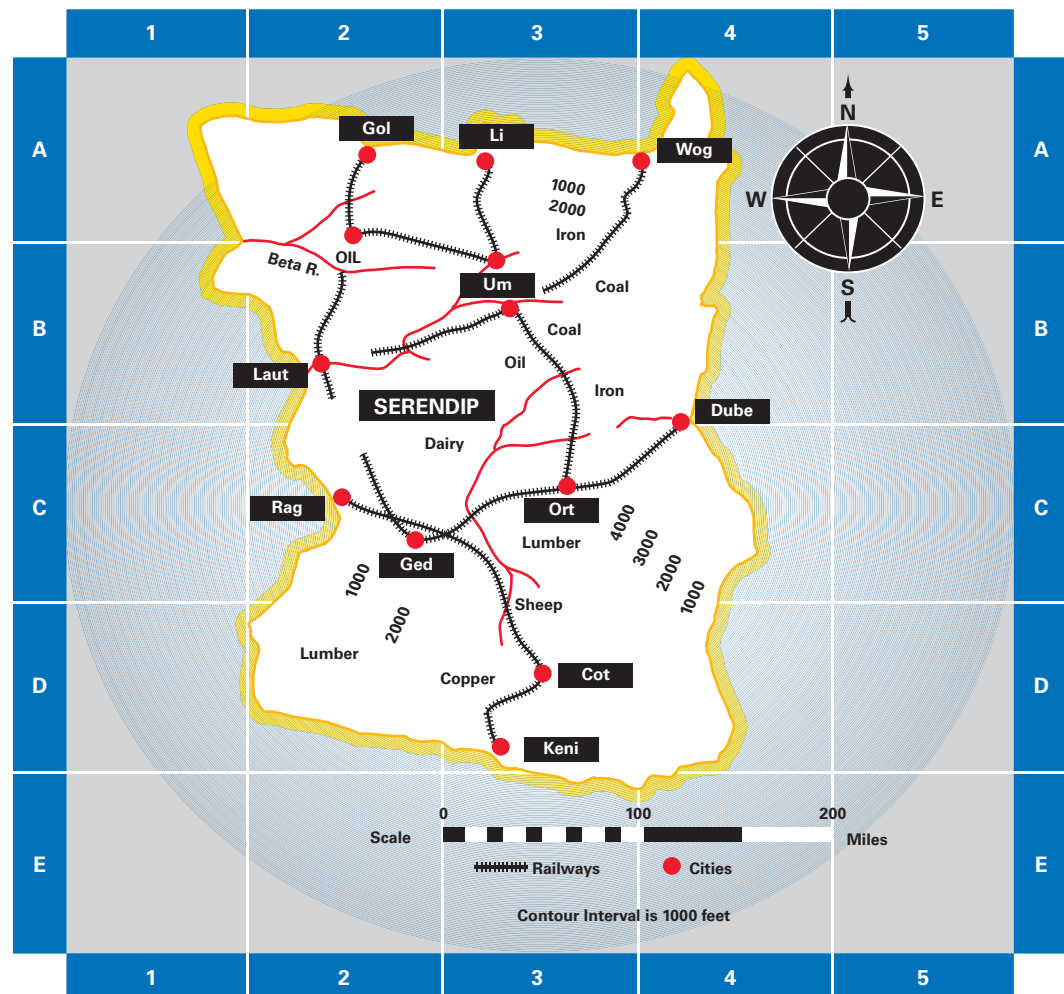 1 2 3 4 5
A A
Gol Li Wog
N
W E
S
1000
2000
Iron
B B
Beta R. OIL
Um
Coal
Coal
Oil
Laut
Iron
SERENDIP
Dube
C C
Dairy
Rag
Ort
Lumber
Ged
4000
3000
2000
1000
1000
2000
Sheep
D D
Lumber
Copper
Cot
Keni
E E
0 100 200
Scale Miles
Railways Cities
Contour Interval is 1000 feet
1 2 3 4 5